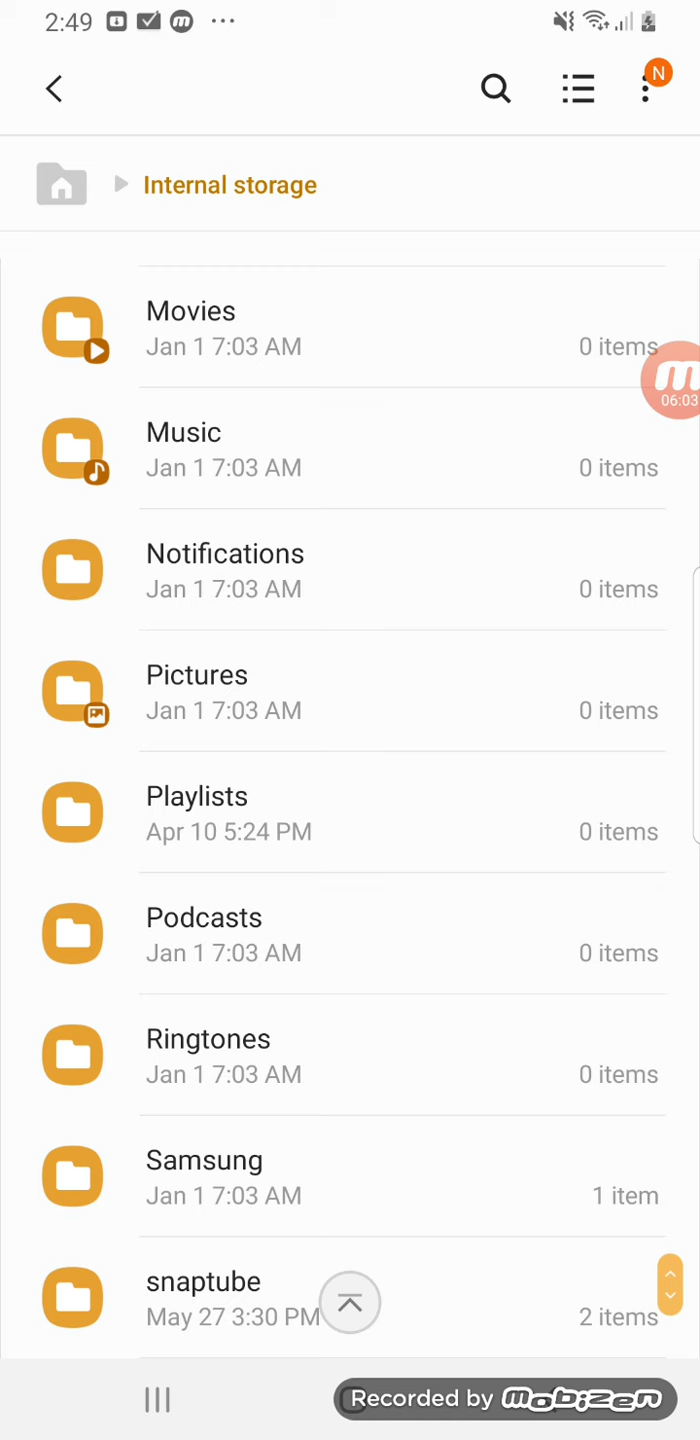 2:49
N
Internal storage
Movies
Jan 1 7:03 AM 0 items
06:03
Music
Jan 1 7:03 AM 0 items
Notifications
Jan 1 7:03 AM 0 items
Pictures
Jan 1 7:03 AM 0 items
Playlists
Apr 10 5:24 PM 0 items
Podcasts
Jan 1 7:03 AM 0 items
Ringtones
Jan 1 7:03 AM 0 items
Samsung
Jan 1 7:03 AM 1 item
snaptube
May 27 3:30 PM 2 items
Recorded by mobizen